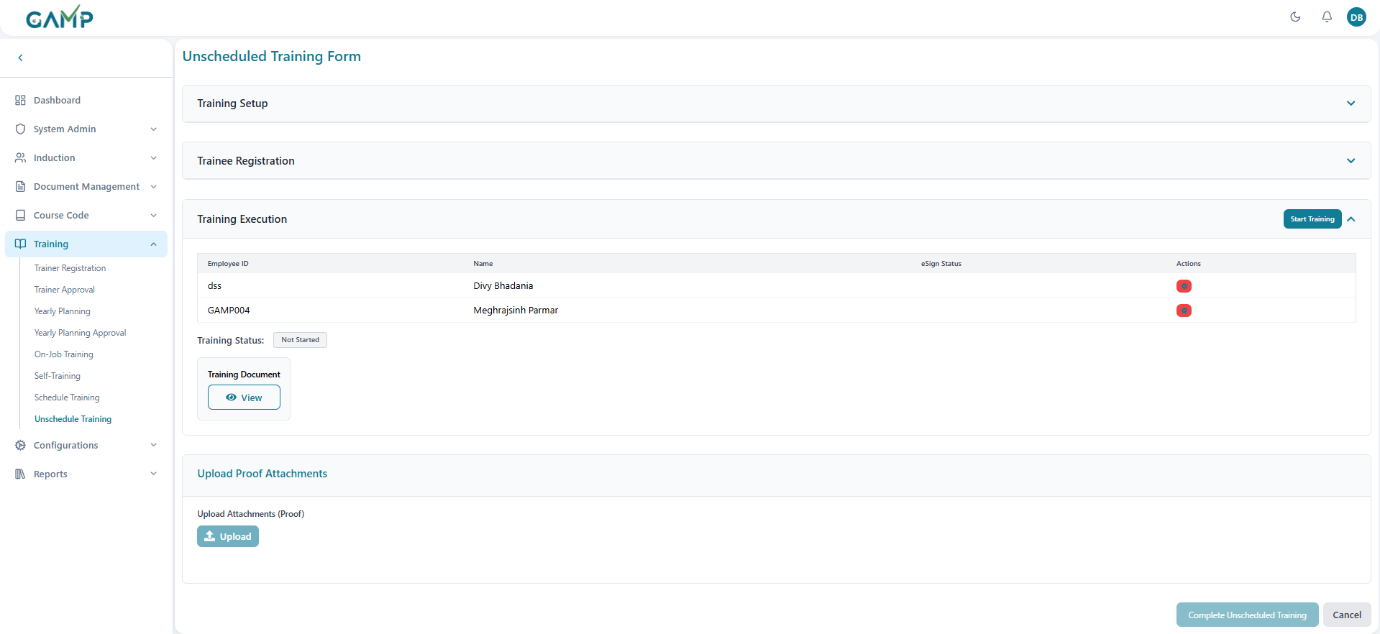 GAMP
DB
Unscheduled Training Form
Training Setup
Dashboard
System Admin
Trainee Registration
Induction
Document Management
Course Code
Training Execution
Start Training
Training
Trainer Registration
Employee ID Name eSign Status Actions
Trainer Approval
dss Divy Bhadania
Yearly Planning
GAMP004 Meghrajsinh Parmar
Yearly Planning Approval
Training Status: Not Started
On-Job Training
Self-Training
Training Document
Schedule Training
View
Unschedule Training
Configurations
Reports
Upload Proof Attachments
Upload Attachments (Proof)
Upload
Complete Unscheduled Training Cancel